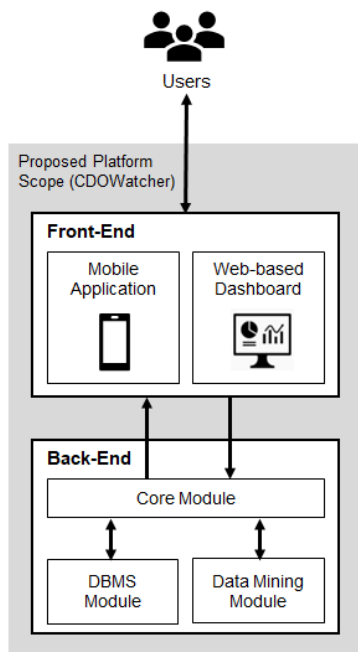 Users
Proposed Platform
Scope (CDOWatcher)
Front-End
Mobile
Application
Web-based
Dashboard
Back-End
Core Module
DBMS
Module
Data Mining
Module